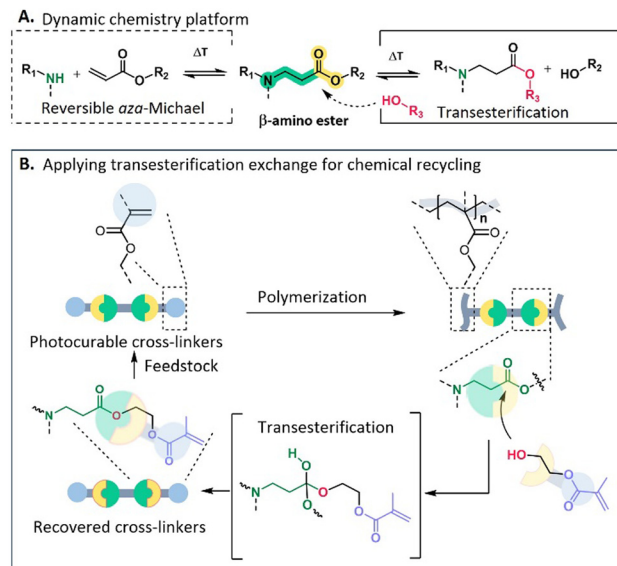 A. Dynamic chemistry platform
R₁ NH + O O R₂
ΔT
R₁ N O O R₂
ΔT
R₁ N O O R₃ + HO R₂
HO R₃
Reversible aza-Michael
β-amino ester
Transesterification
B. Applying transesterification exchange for chemical recycling
O O
n
O O
Polymerization
Photocurable cross-linkers
Feedstock
N O O O O
N O O
Transesterification
H O
N O O O O
HO O O
Recovered cross-linkers